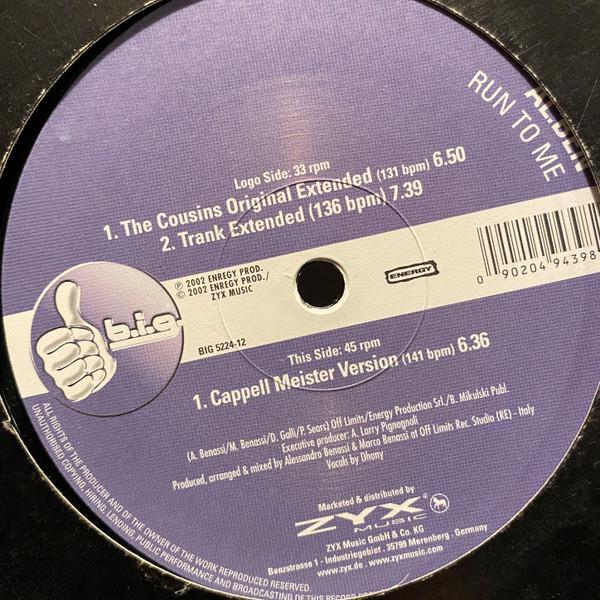 RUN TO ME
Logo Side: 33 rpm
1. The Cousins Original Extended (131 bpm) 6.50
2. Trank Extended (136 bpm) 7.39
℗ 2002 ENREGY PROD.
© 2002 ENREGY PROD./
ZYX MUSIC
ENERGY
0 90204 94398
b.i.g.
BIG 5224-12
This Side: 45 rpm
1. Cappell Meister Version (141 bpm) 6.36
(A. Benassi/M. Benassi/D. Galli/P. Sears) Off Limits/Energy Production Srl./B. Mikulski Publ.
Executive producer: A. Larry Pignagnoli
Produced, arranged & mixed by Alessandro Benassi & Marco Benassi at Off Limits Rec. Studio (RE) - Italy
Vocals by Dhany
Marketed & distributed by
ZYX®
MUSIC
ZYX Music GmbH & Co. KG
Benzstrasse 1 - Industriegebiet . 35799 Merenberg . Germany
www.zyx.de . www.zyxmusic.com
ALL RIGHTS OF THE PRODUCER AND OF THE OWNER OF THE WORK REPRODUCED RESERVED.
UNAUTHORISED COPYING, HIRING, LENDING, PUBLIC PERFORMANCE AND BROADCASTING OF THIS RECORD PRO